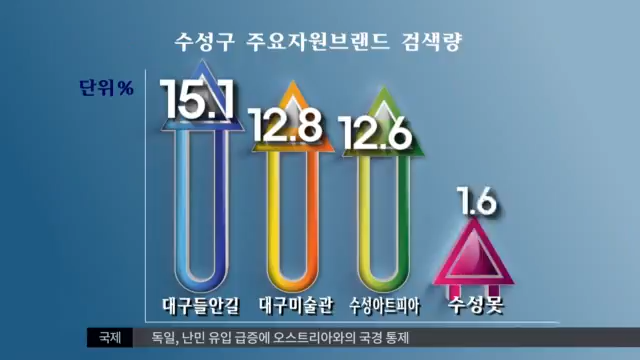 수성구 주요자원브랜드 검색량
단위%
15.1
12.8
12.6
1.6
대구들안길
대구미술관
수성아트피아
수성못
국제
독일, 난민 유입 급증에 오스트리아와의 국경 통제